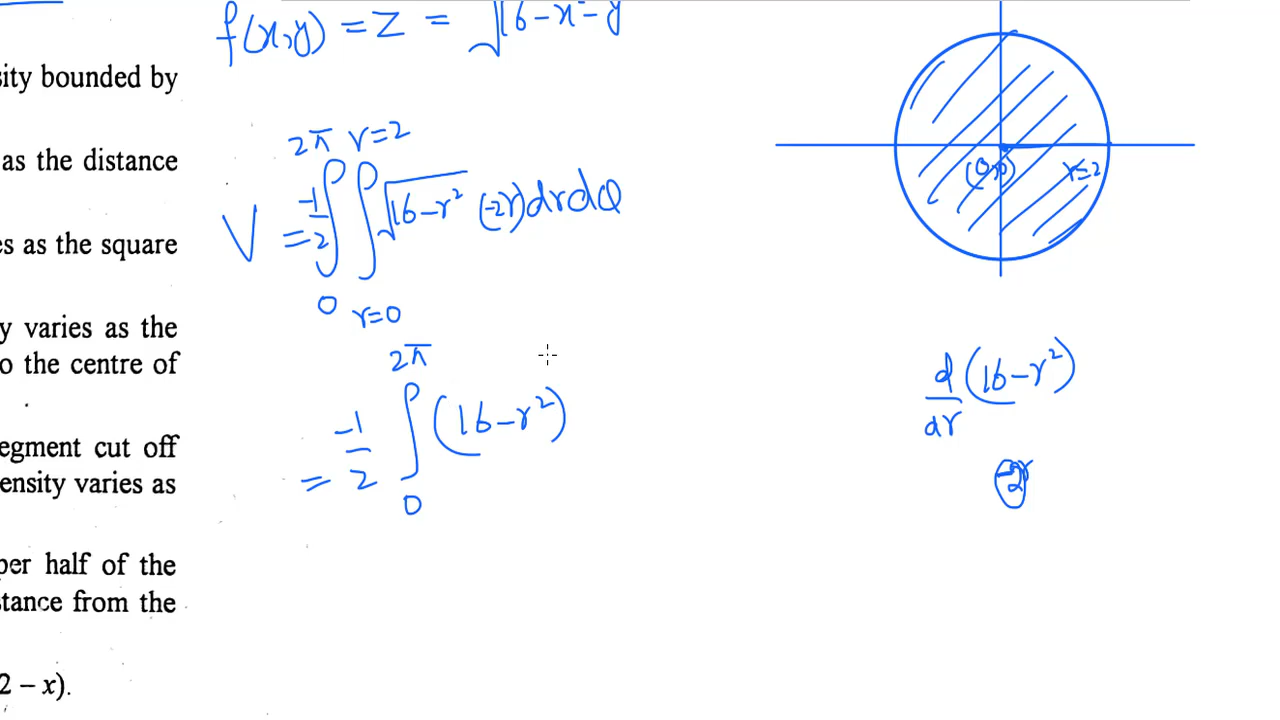 f(x,y) = z = √16-x²-y
sity bounded by
as the distance
es as the square
y varies as the
o the centre of
egment cut off
ensity varies as
per half of the
stance from the
2 – x).
2π r=2
V = -1/2 ∫ ∫ √16-r² (-2r) dr dθ
0 r=0
2π
= -1/2 ∫ (16-r²)
0
(0,0) r≤2
d/dr (16-r²)
-2r